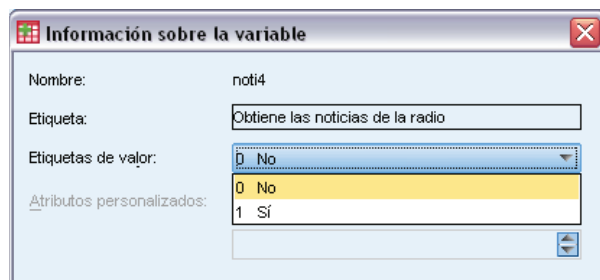 Información sobre la variable
Nombre: noti4
Etiqueta: Obtiene las noticias de la radio
Etiquetas de valor: 0 No
0 No
Atributos personalizados:
1 Sí